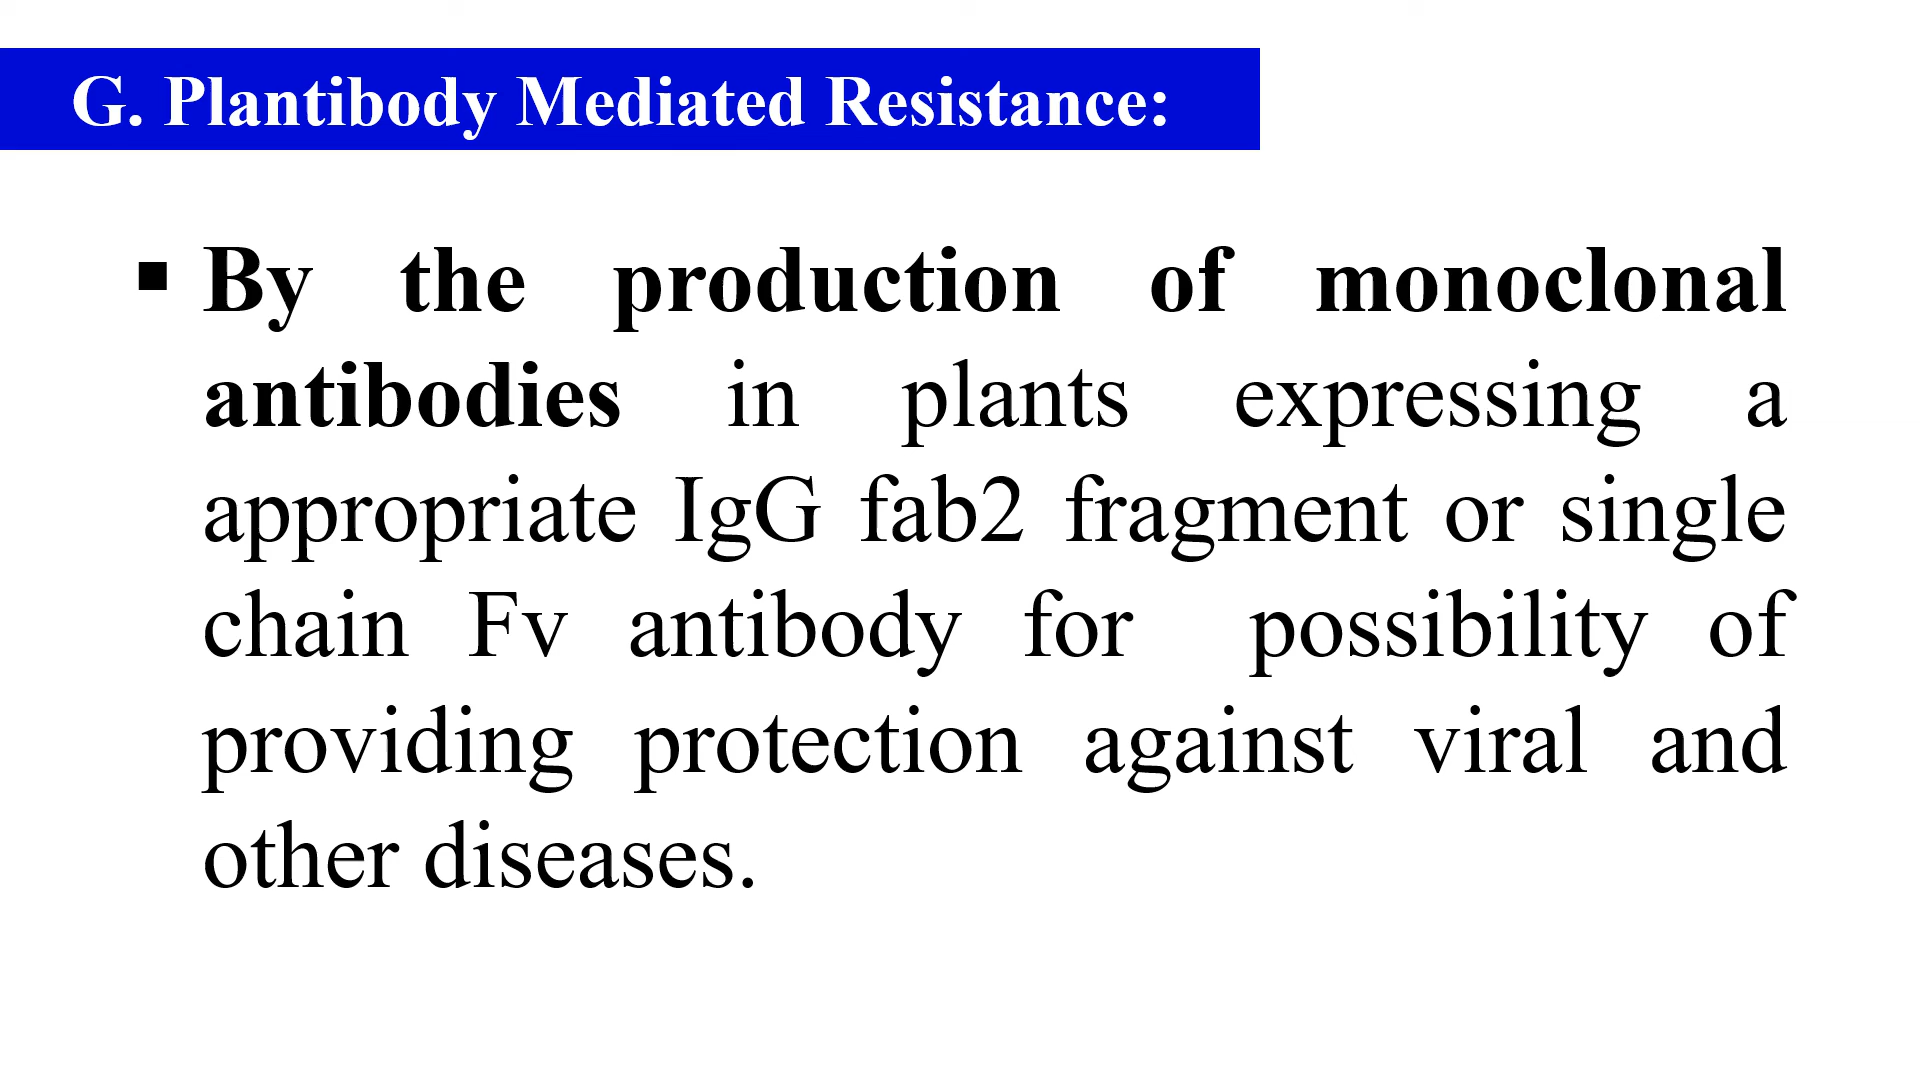 G. Plantibody Mediated Resistance:
▪ By the production of monoclonal
antibodies in plants expressing a
appropriate IgG fab2 fragment or single
chain Fv antibody for possibility of
providing protection against viral and
other diseases.